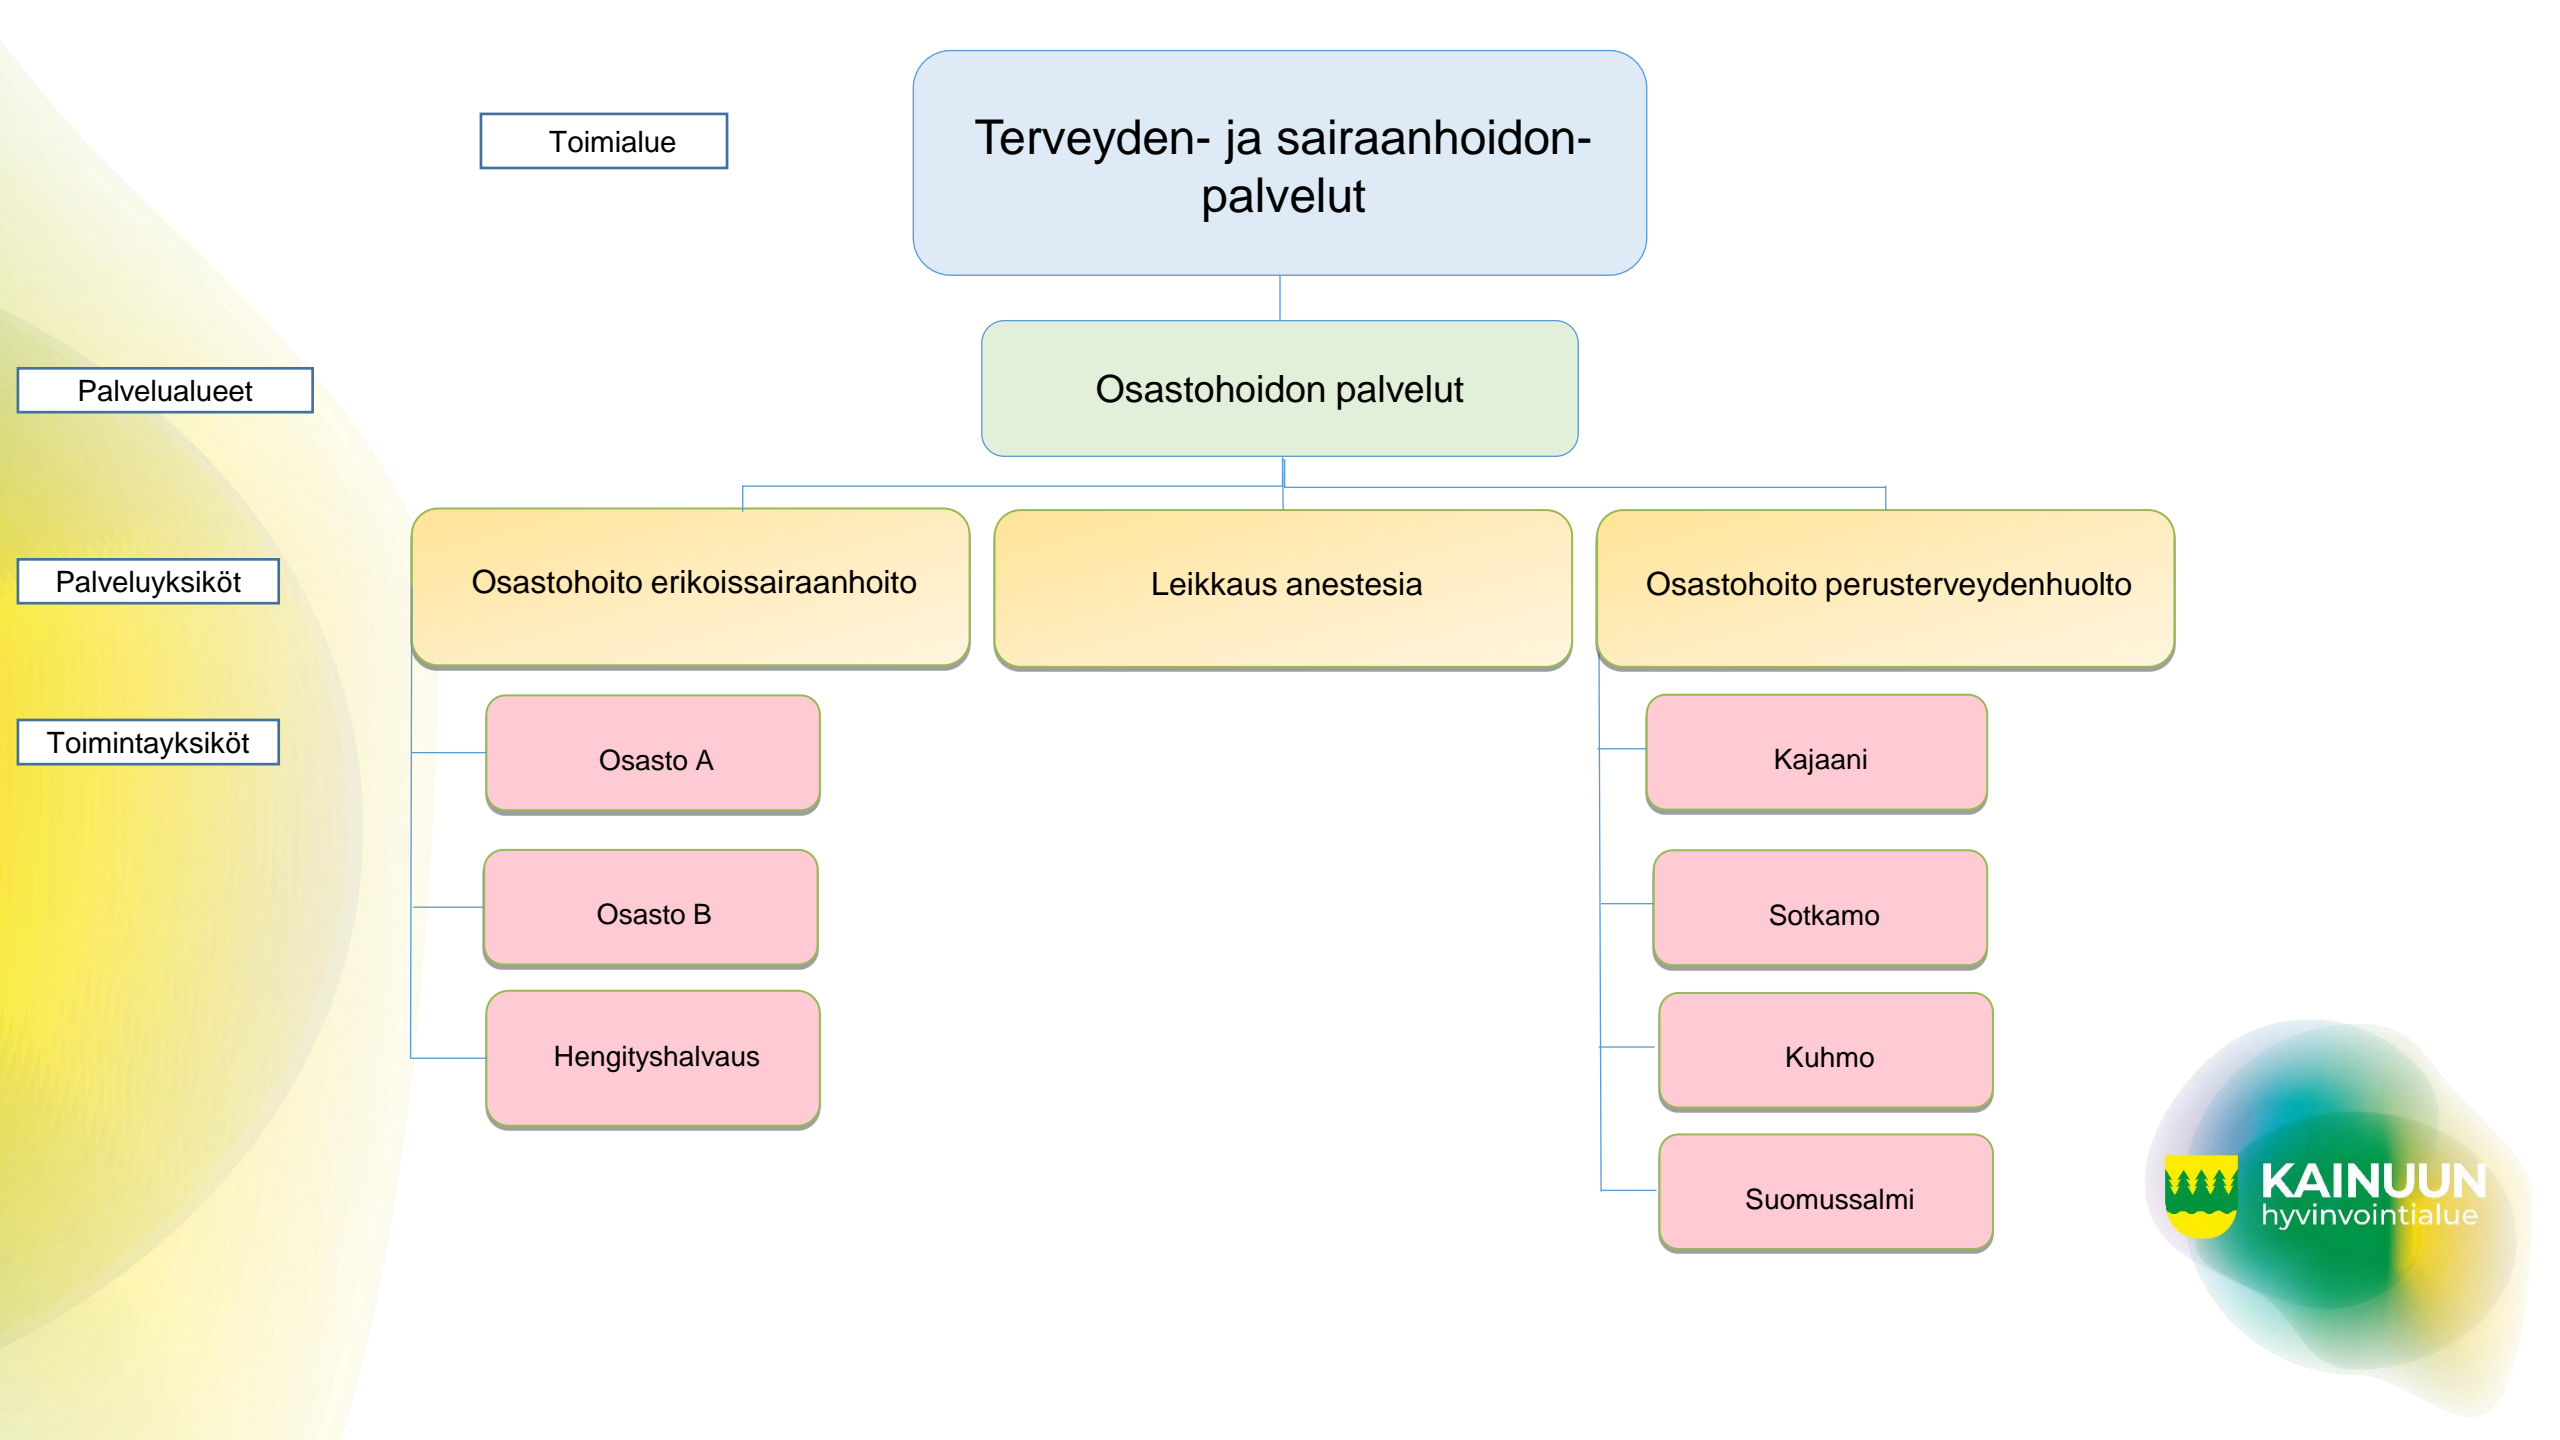 Toimialue
Terveyden- ja sairaanhoidon-
palvelut
Palvelualueet
Osastohoidon palvelut
Palveluyksiköt
Osastohoito erikoissairaanhoito
Leikkaus anestesia
Osastohoito perusterveydenhuolto
Toimintayksiköt
Osasto A
Osasto B
Hengityshalvaus
Kajaani
Sotkamo
Kuhmo
Suomussalmi
KAINUUN
hyvinvointialue